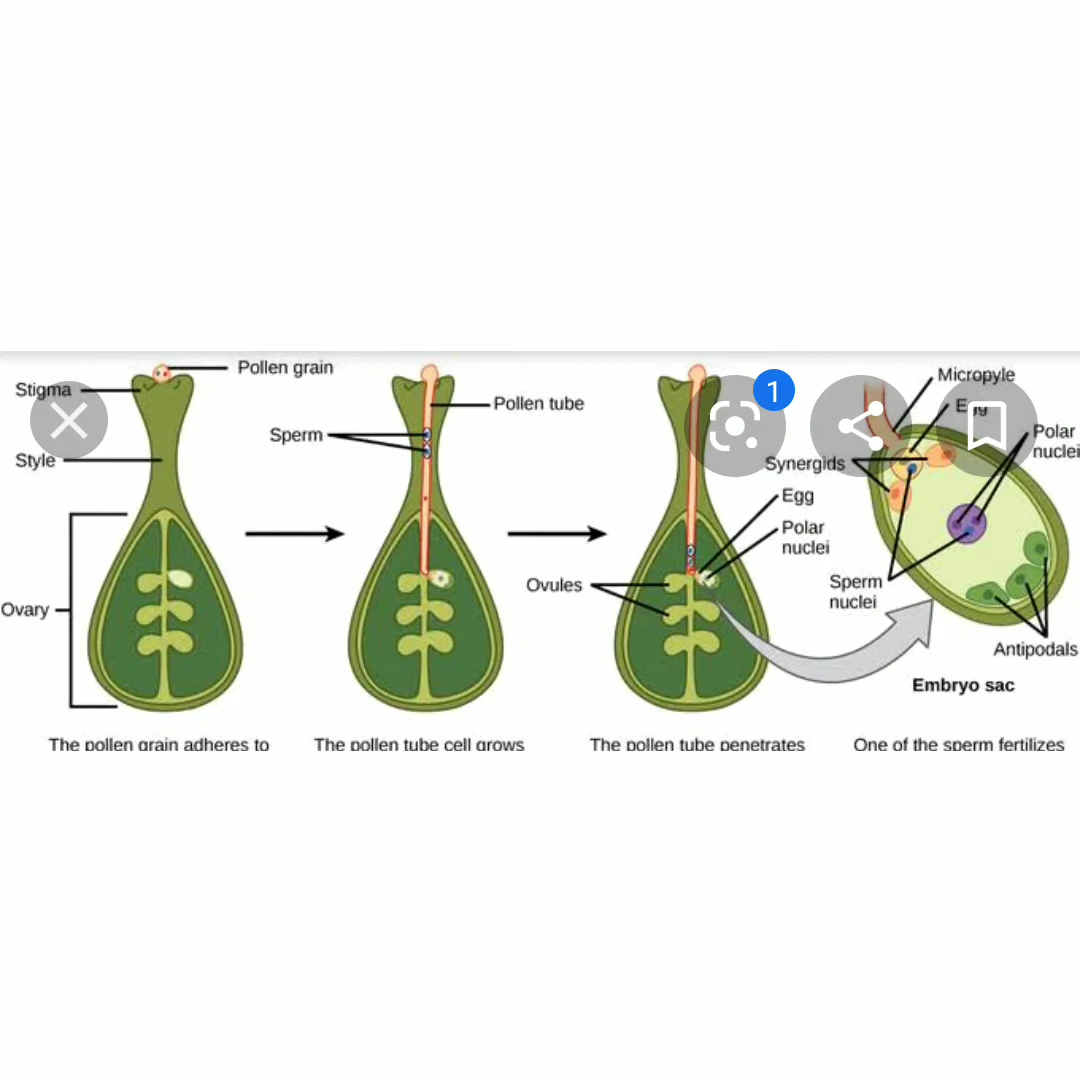 Pollen grain
Stigma
Style
Ovary
The pollen grain adheres to
Pollen tube
Sperm
The pollen tube cell grows
Synergids
Egg
Polar
nuclei
Ovules
The pollen tube penetrates
1
Micropyle
Egg
Polar
nuclei
Sperm
nuclei
Antipodals
Embryo sac
One of the sperm fertilizes